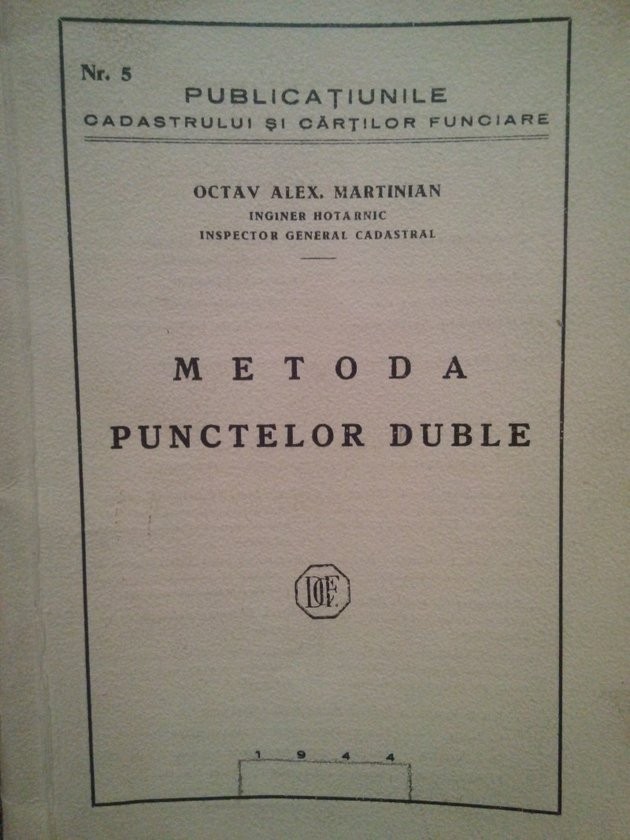 Nr. 5
PUBLICAȚIUNILE
CADASTRULUI ȘI CĂRȚILOR FUNCIARE
OCTAV ALEX. MARTINIAN
INGINER HOTARNIC
INSPECTOR GENERAL CADASTRAL
METODA
PUNCTELOR DUBLE
1944